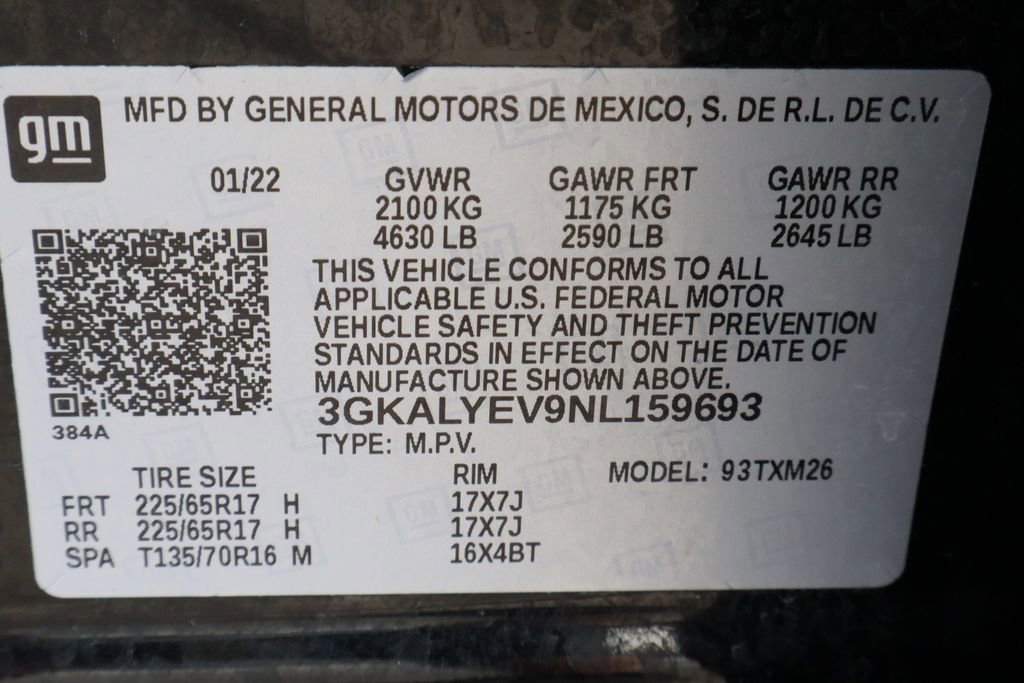 gm
MFD BY GENERAL MOTORS DE MEXICO, S. DE R.L. DE C.V.
01/22 GVWR GAWR FRT GAWR RR
2100 KG 1175 KG 1200 KG
4630 LB 2590 LB 2645 LB
THIS VEHICLE CONFORMS TO ALL
APPLICABLE U.S. FEDERAL MOTOR
VEHICLE SAFETY AND THEFT PREVENTION
STANDARDS IN EFFECT ON THE DATE OF
MANUFACTURE SHOWN ABOVE.
3GKALYEV9NL159693
384A
TYPE: M.P.V.
TIRE SIZE RIM MODEL: 93TXM26
FRT 225/65R17 H 17X7J
RR 225/65R17 H 17X7J
SPA T135/70R16 M 16X4BT